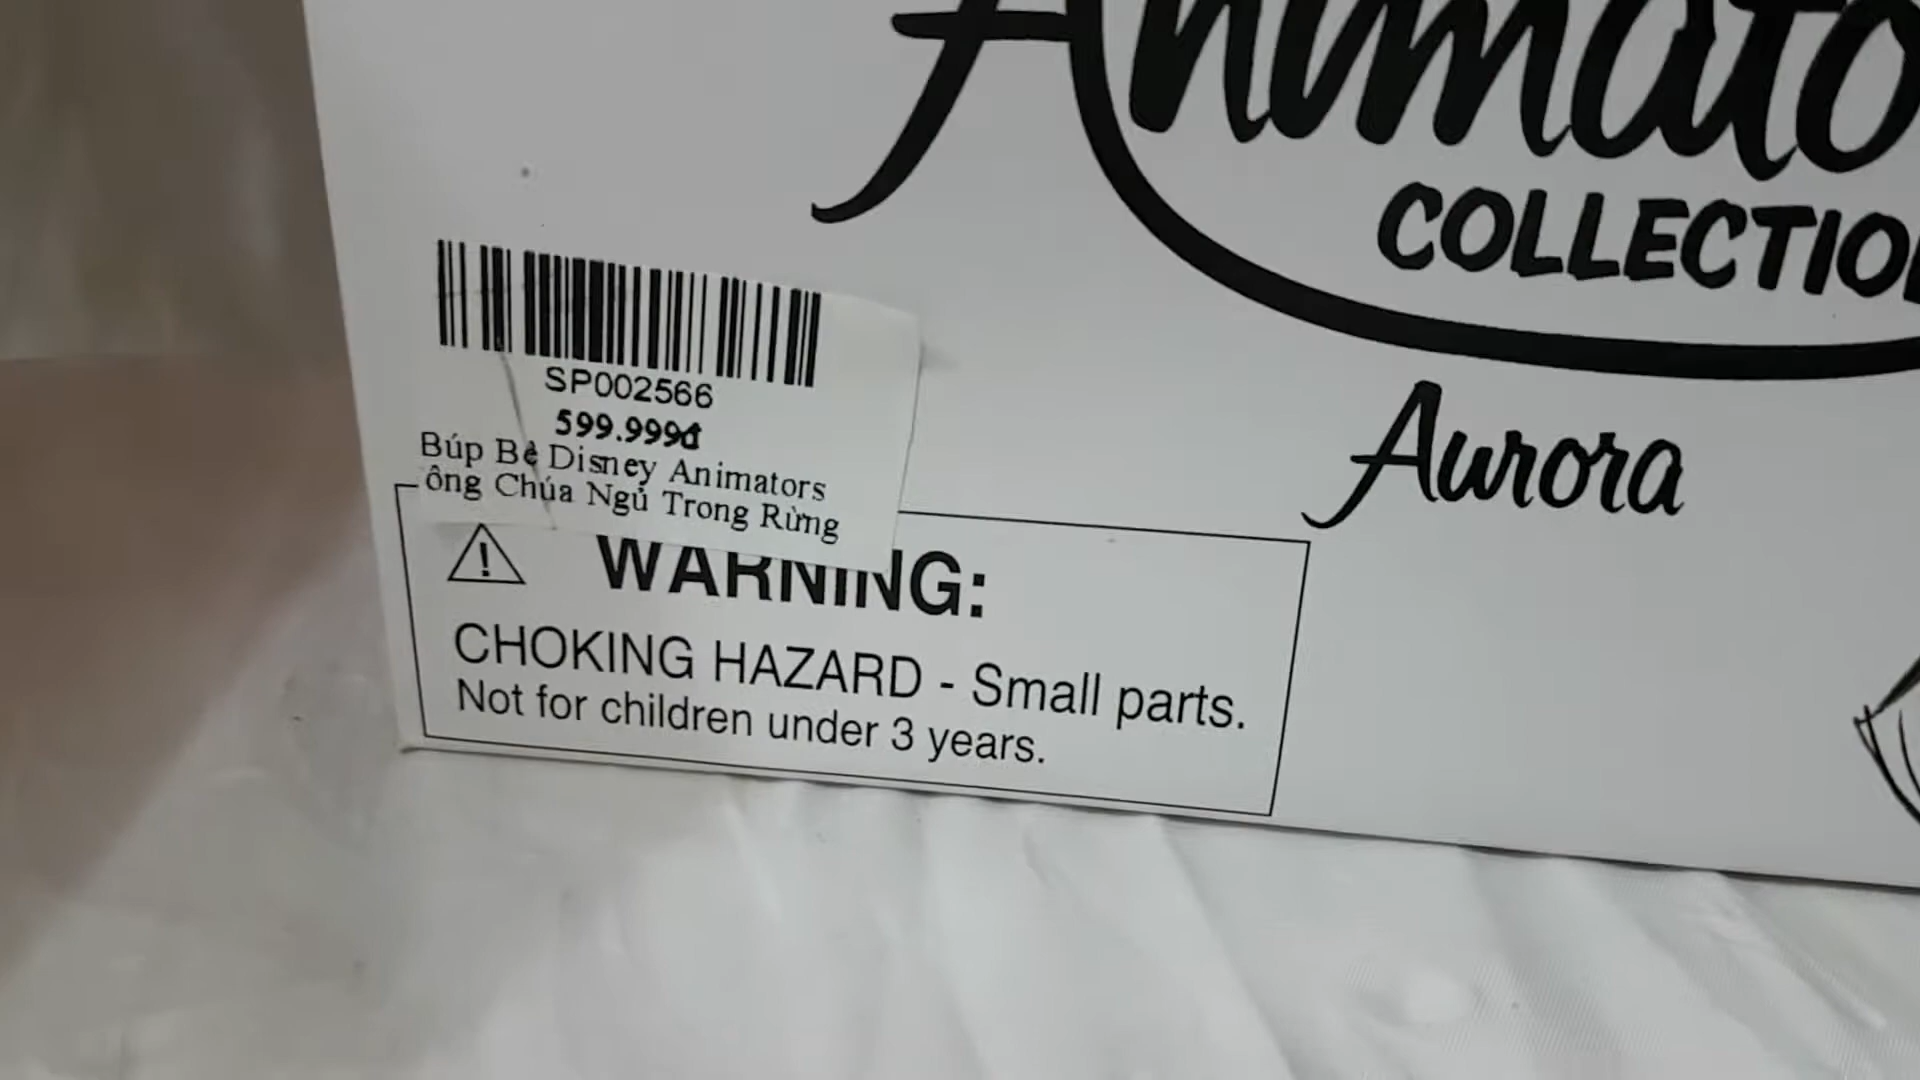 Animato
COLLECTIO
Aurora
SP002566
599.999đ
Búp Bê Disney Animators
ông Chúa Ngủ Trong Rừng
WARNING:
CHOKING HAZARD - Small parts.
Not for children under 3 years.